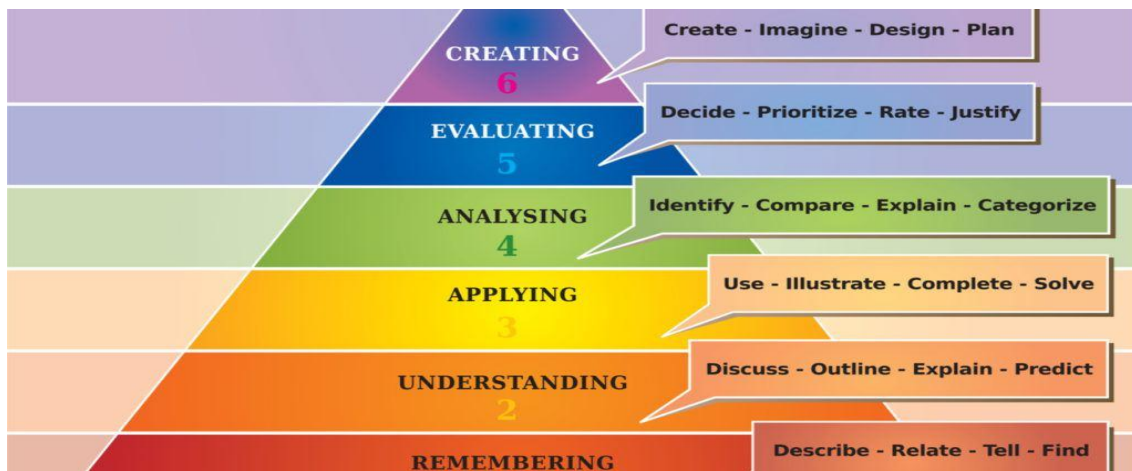 Create - Imagine - Design - Plan
CREATING
6
Decide - Prioritize - Rate - Justify
EVALUATING
5
Identify - Compare - Explain - Categorize
ANALYSING
4
Use - Illustrate - Complete - Solve
APPLYING
3
Discuss - Outline - Explain - Predict
UNDERSTANDING
2
Describe - Relate - Tell - Find
REMEMBERING